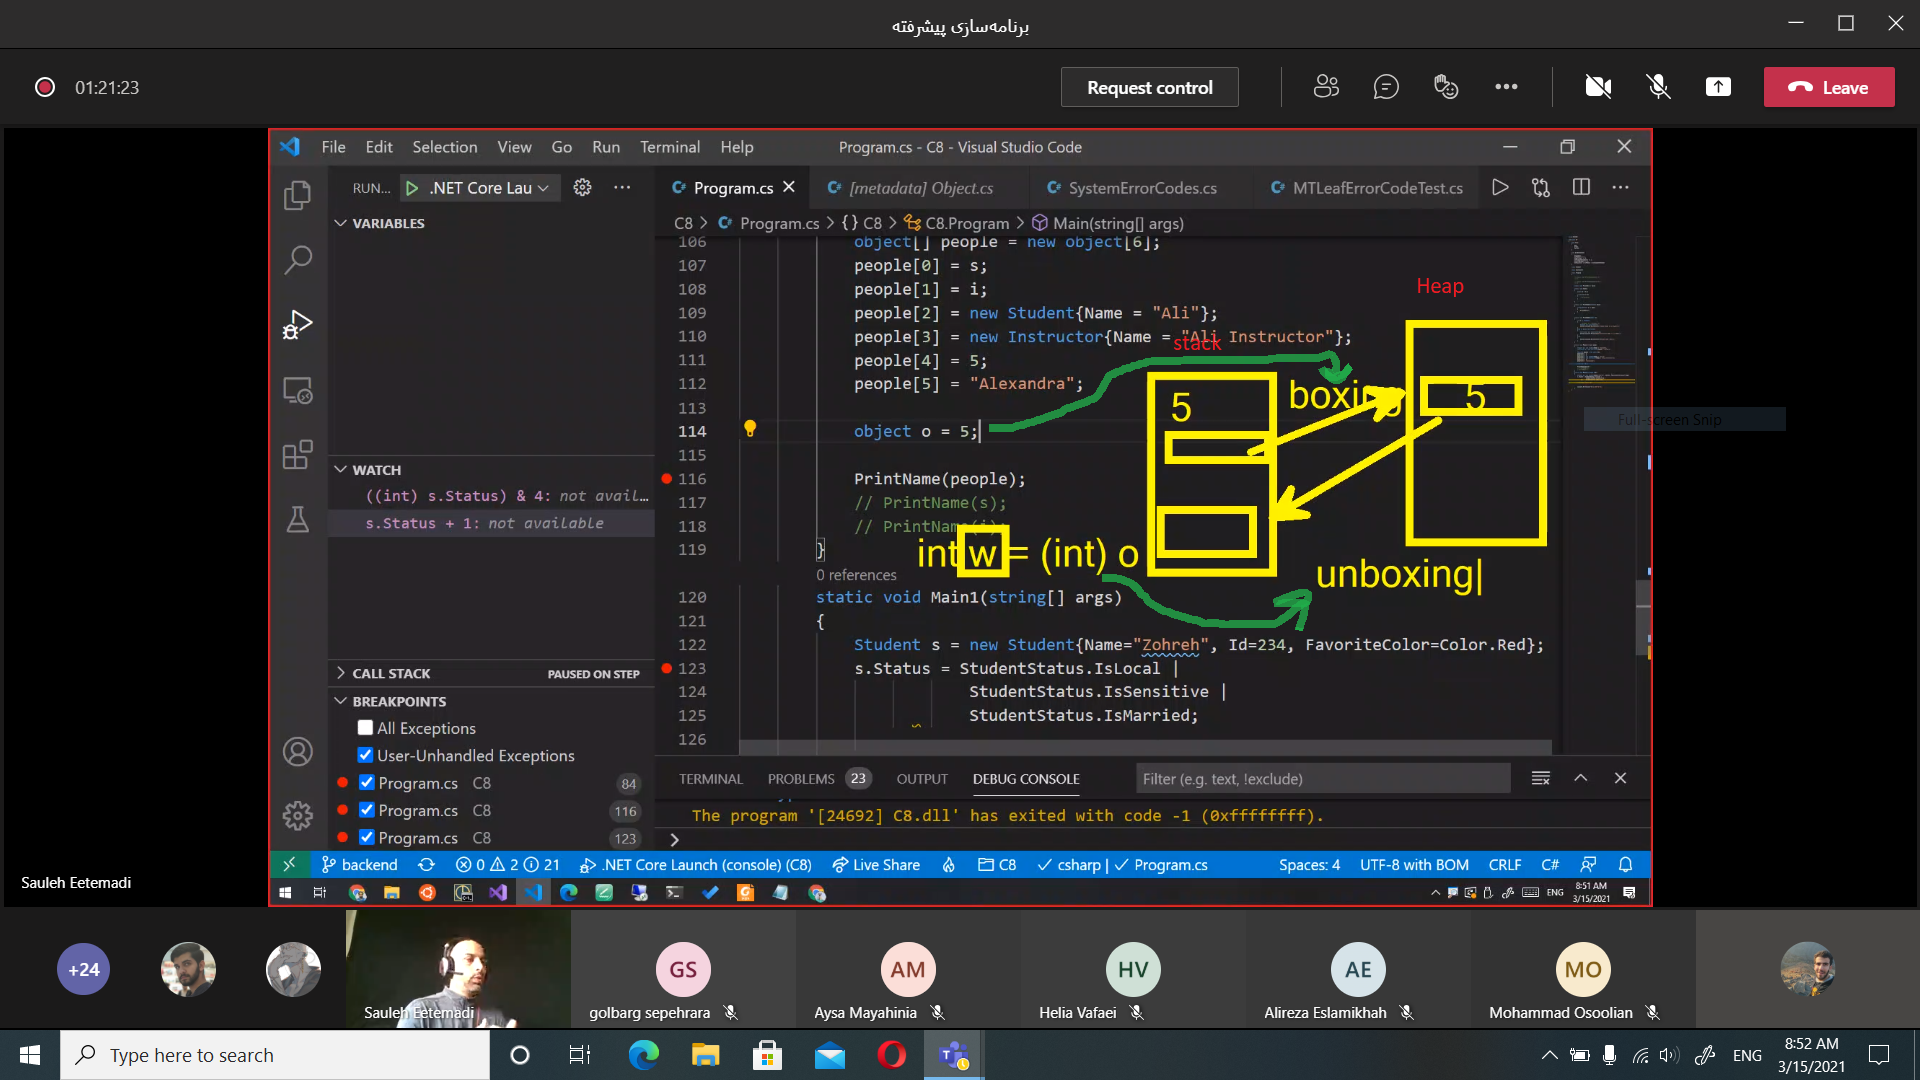 برنامه‌سازی پیشرفته
01:21:23
Request control
Leave
File Edit Selection View Go Run Terminal Help
Program.cs - C8 - Visual Studio Code
RUN... .NET Core Lau
Program.cs
[metadata] Object.cs
SystemErrorCodes.cs
MTLeafErrorCodeTest.cs
VARIABLES
C8 > Program.cs > {} C8 > C8.Program > Main(string[] args)
106 object[] people = new object[6];
107 people[0] = s;
108 people[1] = i;
Heap
109 people[2] = new Student{Name = "Ali"};
110 people[3] = new Instructor{Name = "Ali Instructor"};
stack
111 people[4] = 5;
112 people[5] = "Alexandra";
boxing
5
5
113
Full-screen Snip
114 object o = 5;
115
WATCH
((int) s.Status) & 4: not avail…
s.Status + 1: not available
116 PrintName(people);
117 // PrintName(s);
118 // PrintName(i);
119 }
int w = (int) o
unboxing|
0 references
120 static void Main1(string[] args)
121 {
122 Student s = new Student{Name="Zohreh", Id=234, FavoriteColor=Color.Red};
123 s.Status = StudentStatus.IsLocal |
124 StudentStatus.IsSensitive |
125 StudentStatus.IsMarried;
126
CALL STACK PAUSED ON STEP
BREAKPOINTS
All Exceptions
User-Unhandled Exceptions
Program.cs C8 84
Program.cs C8 116
Program.cs C8 123
TERMINAL PROBLEMS 23 OUTPUT DEBUG CONSOLE
Filter (e.g. text, !exclude)
The program '[24692] C8.dll' has exited with code -1 (0xffffffff).
>
backend 0 2 21 .NET Core Launch (console) (C8) Live Share C8 csharp | Program.cs Spaces: 4 UTF-8 with BOM CRLF C#
ENG 8:51 AM
3/15/2021
Sauleh Eetemadi
+24
Sauleh Eetemadi
GS
golbarg sepehrara
AM
Aysa Mayahinia
HV
Helia Vafaei
AE
Alireza Eslamikhah
MO
Mohammad Osoolian
Type here to search
ENG
8:52 AM
3/15/2021